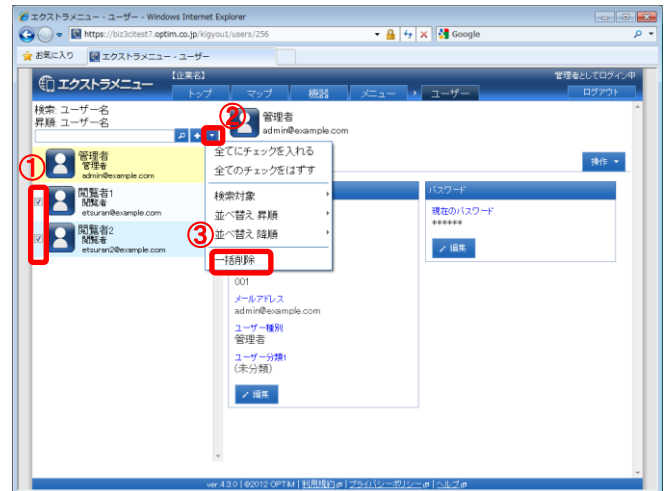 エクストラメニュー - ユーザー - Windows Internet Explorer
https://biz3citest7.optim.co.jp/kigyou1/users/256
Google
お気に入り
エクストラメニュー - ユーザー
エクストラメニュー
【企業名】
管理者としてログイン中
トップ
マップ
機器
メニュー
ユーザー
ログアウト
検索: ユーザー名
昇順: ユーザー名
②
管理者
admin@example.com
①
管理者
管理者
admin@example.com
閲覧者1
閲覧者
etsuran@example.com
閲覧者2
閲覧者
etsuran2@example.com
全てにチェックを入れる
全てのチェックをはずす
検索対象
並べ替え 昇順
③
並べ替え 降順
一括削除
操作
パスワード
現在のパスワード
******
編集
001
メールアドレス
admin@example.com
ユーザー種別
管理者
ユーザー分類1
(未分類)
編集
ver.4.3.0 | ©2012 OPTiM | 利用規約 | プライバシーポリシー | ヘルプ